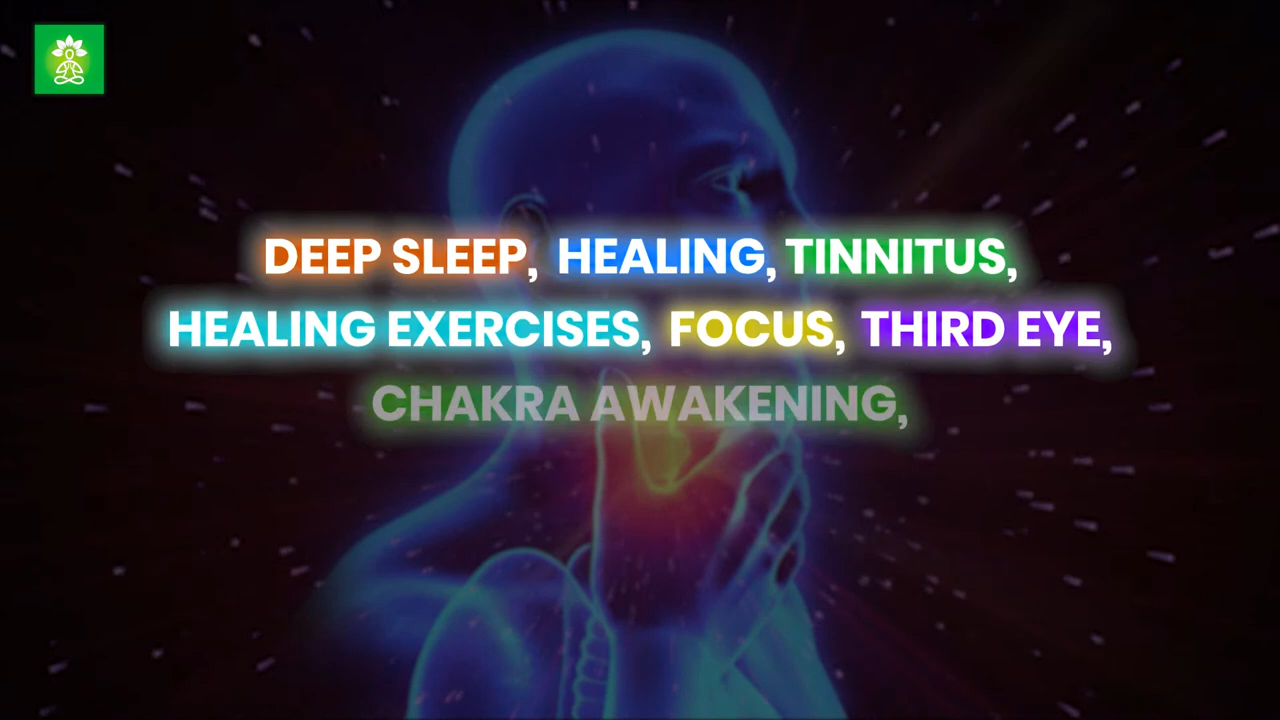 DEEP SLEEP, HEALING, TINNITUS,
HEALING EXERCISES, FOCUS, THIRD EYE,
CHAKRA AWAKENING,